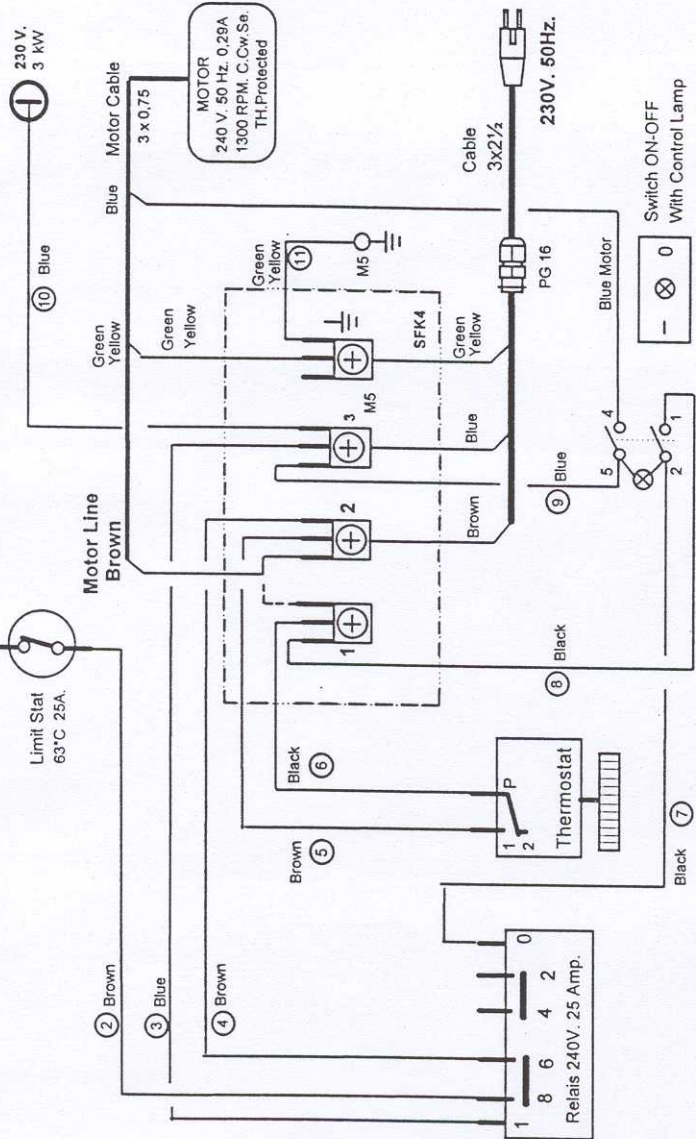 230 V.
3 kW
10 Blue
Motor Cable
3 x 0,75
MOTOR
240 V. 50 Hz. 0,29A
1300 RPM. C.Cw.Se.
TH.Protected
Blue
Green
Yellow
Green
Yellow
Green
Yellow
11
M5
SFK4
Green
Yellow
Cable
3x2½
230V. 50Hz.
PG 16
Blue Motor
Switch ON-OFF
With Control Lamp
0
Motor Line
Brown
3
M5
2
1
Blue
Brown
9 Blue
5
4
2
1
Limit Stat
63°C 25A.
8 Black
Black
6
Brown
5
P
1
2
Thermostat
Black 7
2 Brown
3 Blue
4 Brown
1 8 6 4 2 0
Relais 240V. 25 Amp.